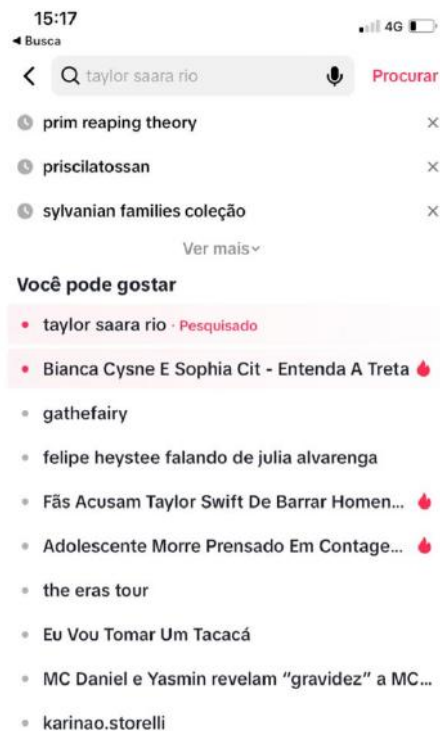 15:17
4G
◀ Busca
taylor saara rio
Procurar
prim reaping theory
priscilatossan
sylvanian families coleção
Ver mais
Você pode gostar
taylor saara rio · Pesquisado
Bianca Cysne E Sophia Cit - Entenda A Treta
gathefairy
felipe heystee falando de julia alvarenga
Fãs Acusam Taylor Swift De Barrar Homen...
Adolescente Morre Prensado Em Contage...
the eras tour
Eu Vou Tomar Um Tacacá
MC Daniel e Yasmin revelam “gravidez” a MC...
karinao.storelli